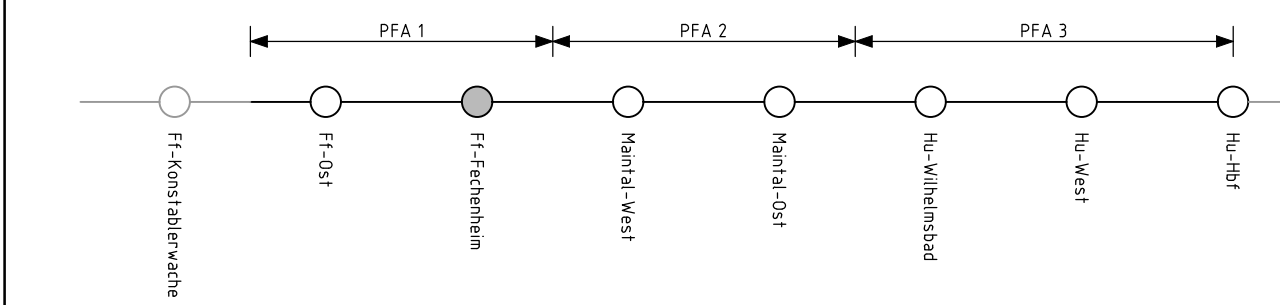 PFA 1
PFA 2
PFA 3
Ff-Konstablerwache
Ff-Ost
Ff-Fechenheim
Maintal-West
Maintal-Ost
Hu-Wilhelmsbad
Hu-West
Hu-Hbf